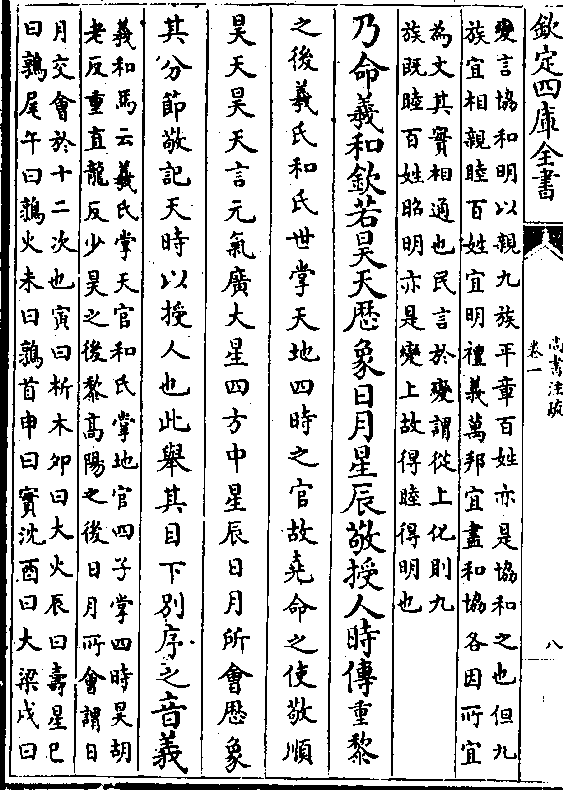 欽定四庫全書
尚書注疏
卷一
八
變言協和明以親九族平章百姓亦是協和之也但九
族宜相親睦百姓宜明禮義萬邦宜盡和協各因所宜
為文其實相通也民言於變謂從上化則九
族既睦百姓昭明亦是變上故得睦得明也
乃命羲和欽若昊天厯象日月星辰敬授人時傳重黎
之後羲氏和氏世掌天地四時之官故堯命之使敬順
昊天昊天言元氣廣大星四方中星辰日月所會厯象
其分節敬記天時以授人也此舉其目下別序之音義
羲和馬云羲氏掌天官和氏掌地官四子掌四時昊胡
老反重直龍反少昊之後黎髙陽之後日月所會謂日
月交會於十二次也寅曰析木夘曰大火辰曰壽星巳
曰鶉尾午曰鶉火未曰鶉首申曰實沈酉曰大梁戌曰